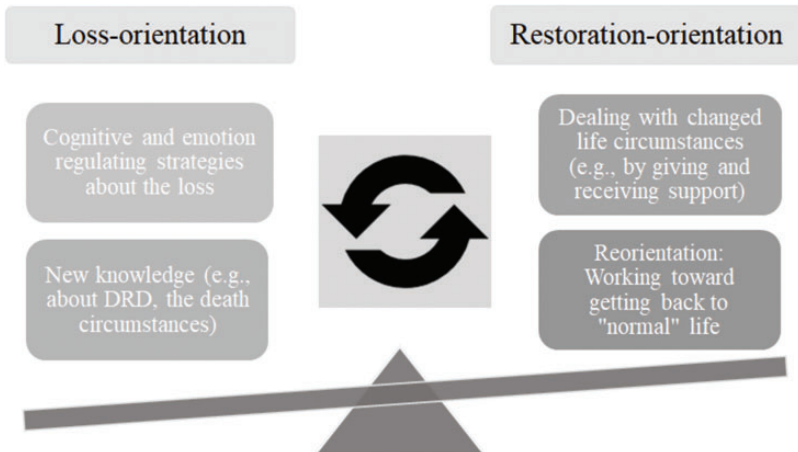 Loss-orientation
Cognitive and emotion
regulating strategies
about the loss
New knowledge (e.g.,
about DRD, the death
circumstances)
Restoration-orientation
Dealing with changed
life circumstances
(e.g., by giving and
receiving support)
Reorientation:
Working toward
getting back to
"normal" life